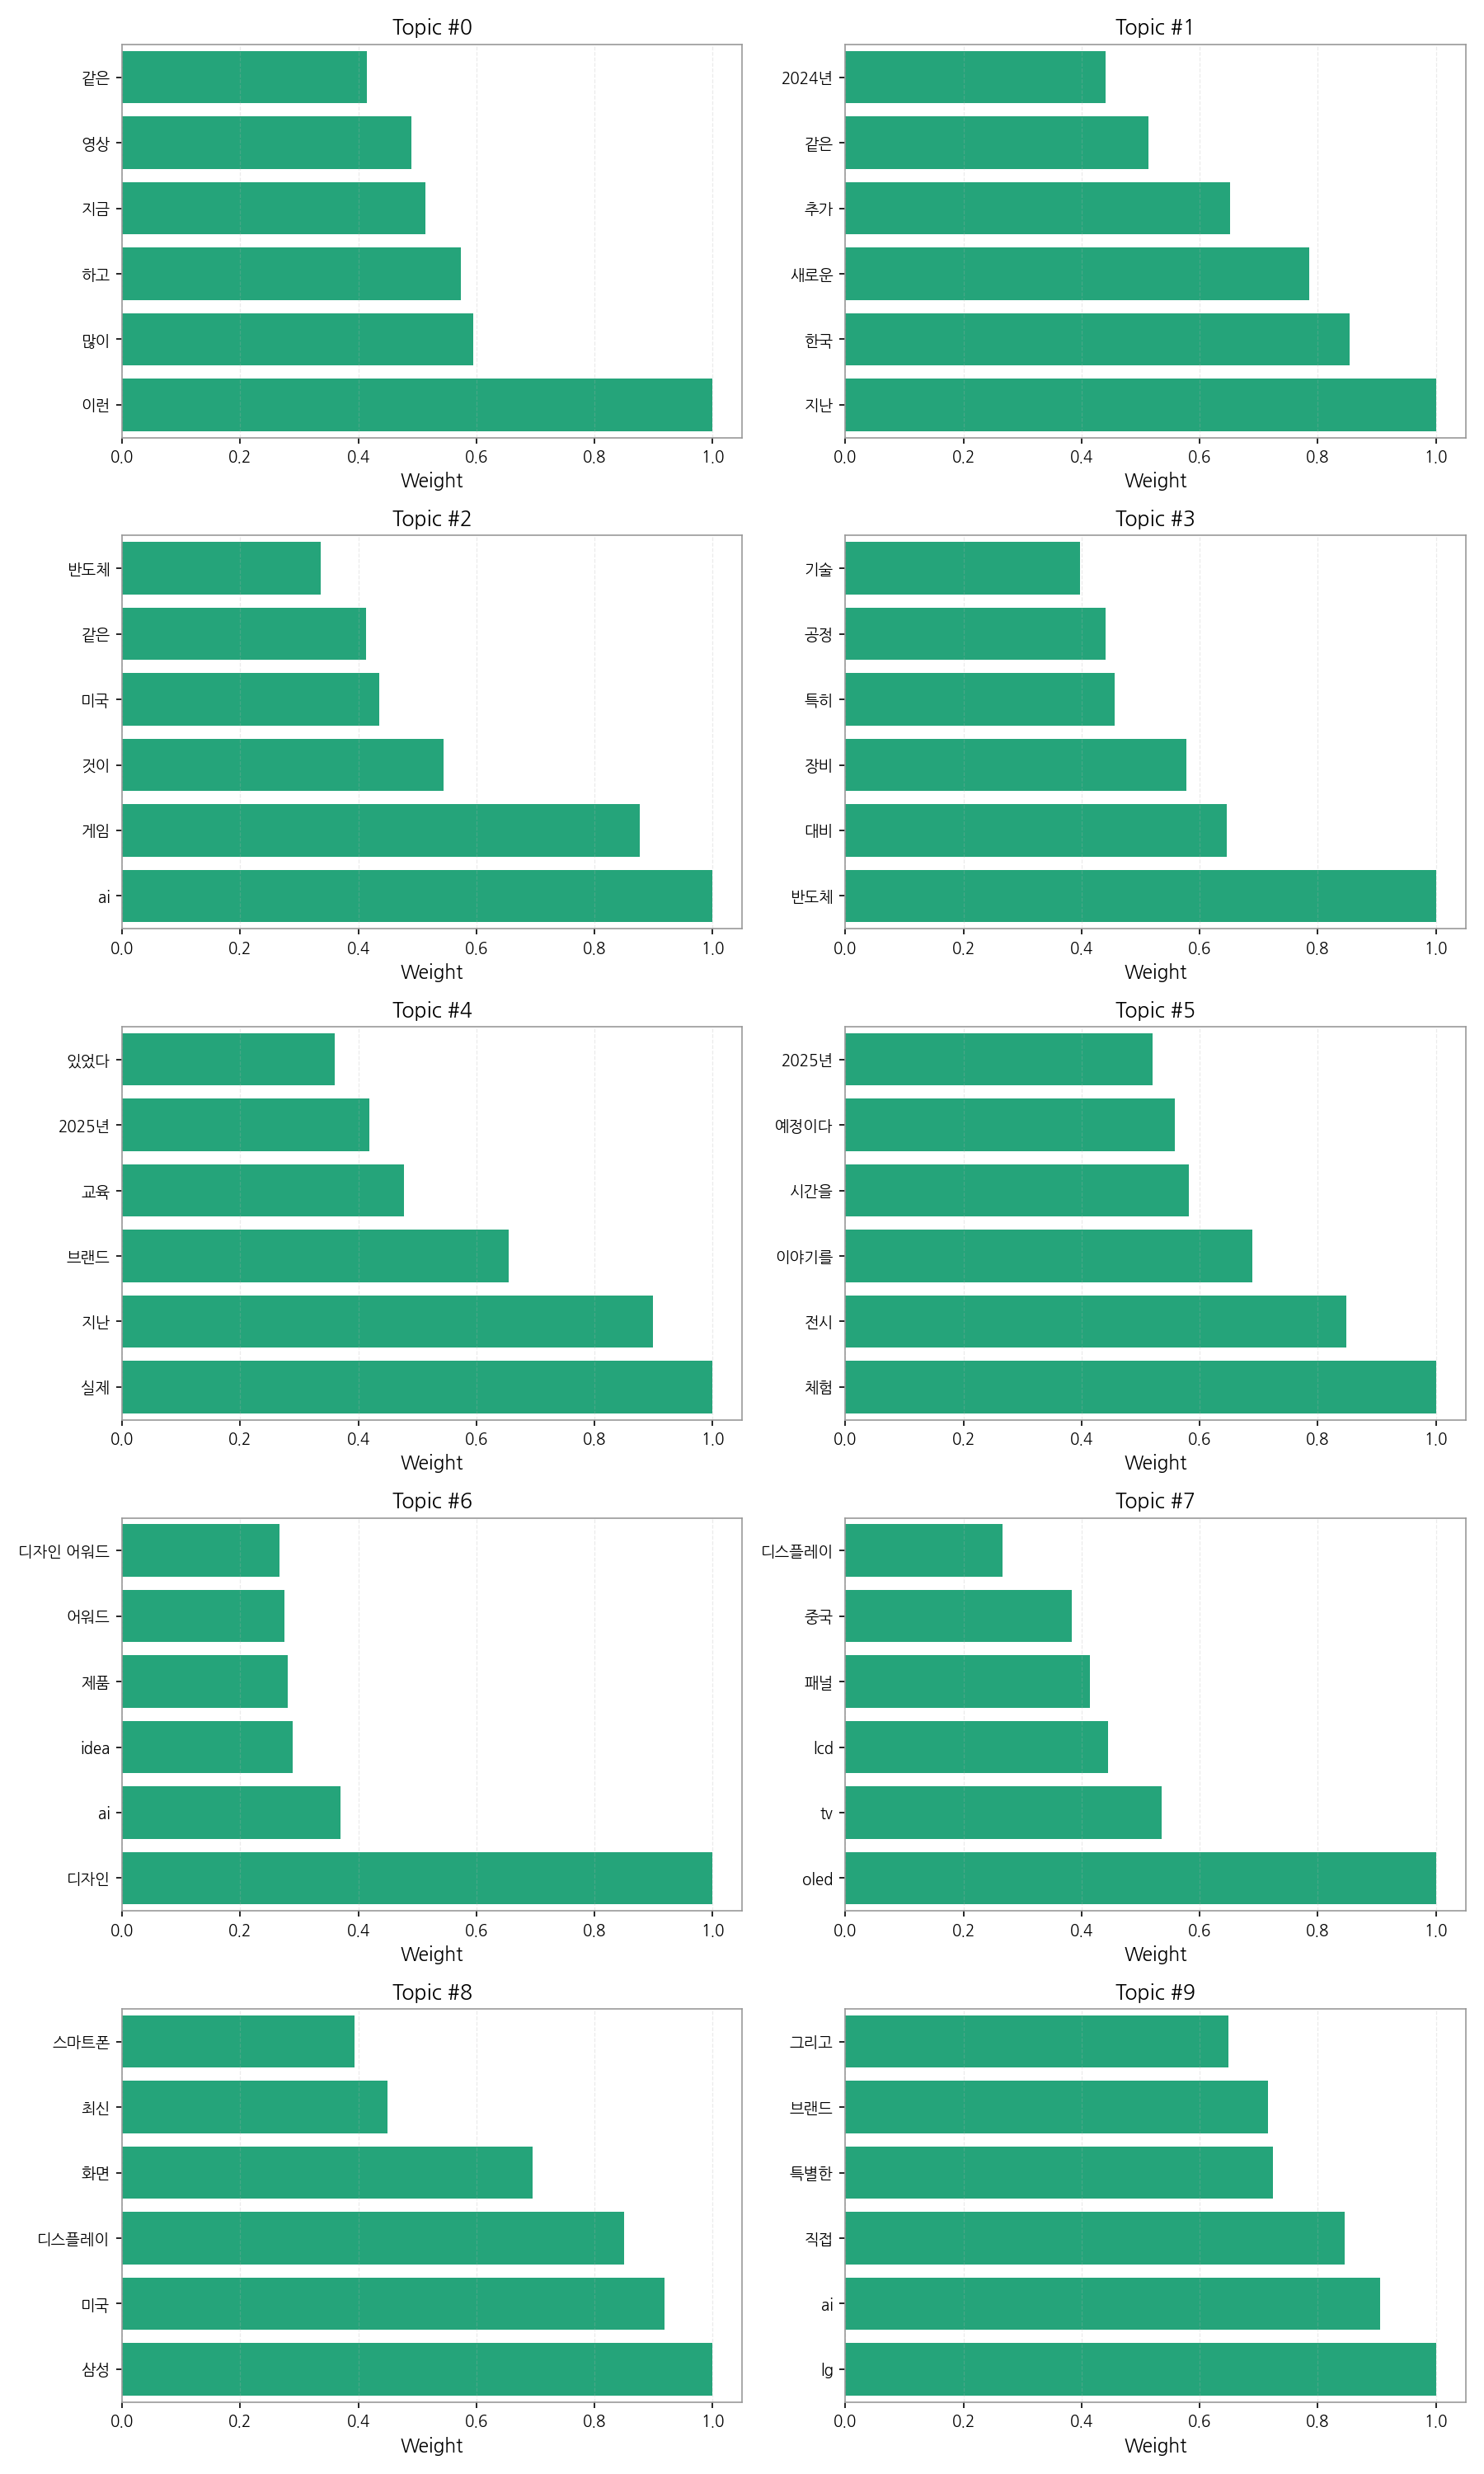 Topic #0
같은
영상
지금
하고
많이
이런
0.0 0.2 0.4 0.6 0.8 1.0
Weight
Topic #1
2024년
같은
추가
새로운
한국
지난
0.0 0.2 0.4 0.6 0.8 1.0
Weight
Topic #2
반도체
같은
미국
것이
게임
ai
0.0 0.2 0.4 0.6 0.8 1.0
Weight
Topic #3
기술
공정
특히
장비
대비
반도체
0.0 0.2 0.4 0.6 0.8 1.0
Weight
Topic #4
있었다
2025년
교육
브랜드
지난
실제
0.0 0.2 0.4 0.6 0.8 1.0
Weight
Topic #5
2025년
예정이다
시간을
이야기를
전시
체험
0.0 0.2 0.4 0.6 0.8 1.0
Weight
Topic #6
디자인 어워드
어워드
제품
idea
ai
디자인
0.0 0.2 0.4 0.6 0.8 1.0
Weight
Topic #7
디스플레이
중국
패널
lcd
tv
oled
0.0 0.2 0.4 0.6 0.8 1.0
Weight
Topic #8
스마트폰
최신
화면
디스플레이
미국
삼성
0.0 0.2 0.4 0.6 0.8 1.0
Weight
Topic #9
그리고
브랜드
특별한
직접
ai
lg
0.0 0.2 0.4 0.6 0.8 1.0
Weight